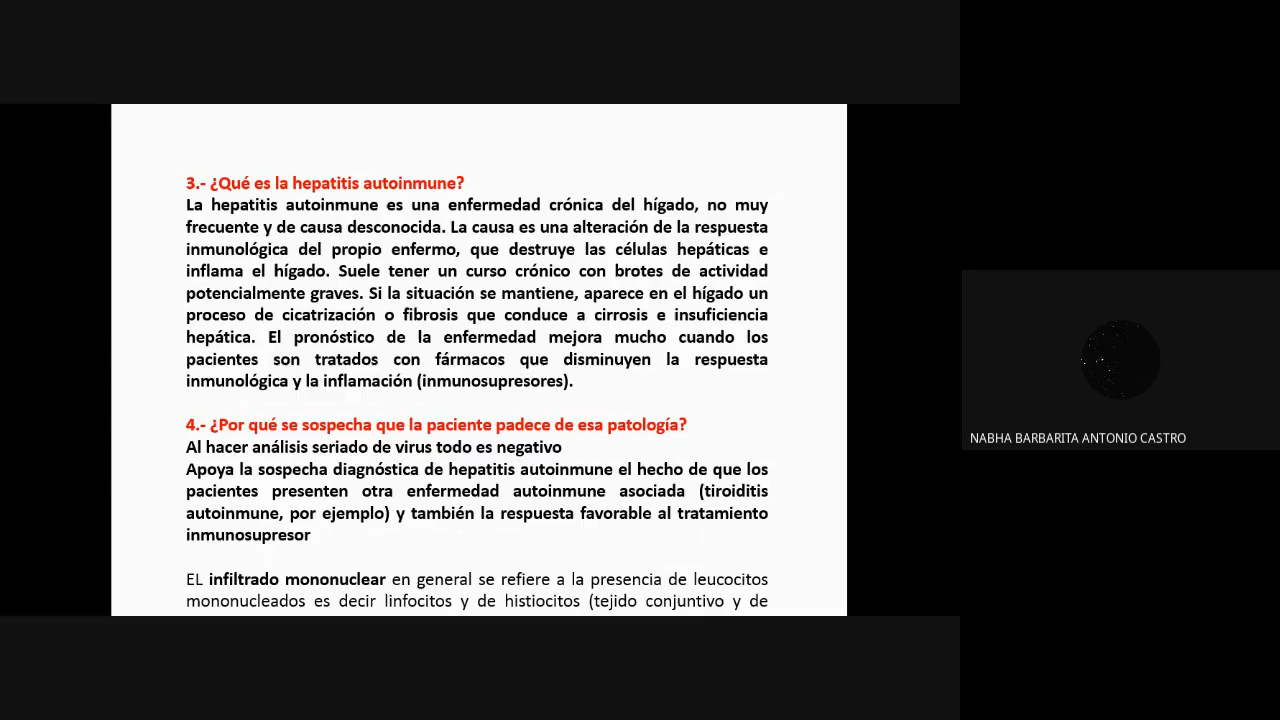 3.- ¿Qué es la hepatitis autoinmune?
La hepatitis autoinmune es una enfermedad crónica del hígado, no muy
frecuente y de causa desconocida. La causa es una alteración de la respuesta
inmunológica del propio enfermo, que destruye las células hepáticas e
inflama el hígado. Suele tener un curso crónico con brotes de actividad
potencialmente graves. Si la situación se mantiene, aparece en el hígado un
proceso de cicatrización o fibrosis que conduce a cirrosis e insuficiencia
hepática. El pronóstico de la enfermedad mejora mucho cuando los
pacientes son tratados con fármacos que disminuyen la respuesta
inmunológica y la inflamación (inmunosupresores).
4.- ¿Por qué se sospecha que la paciente padece de esa patología?
Al hacer análisis seriado de virus todo es negativo
Apoya la sospecha diagnóstica de hepatitis autoinmune el hecho de que los
pacientes presenten otra enfermedad autoinmune asociada (tiroiditis
autoinmune, por ejemplo) y también la respuesta favorable al tratamiento
inmunosupresor
EL infiltrado mononuclear en general se refiere a la presencia de leucocitos
mononucleados es decir linfocitos y de histiocitos (tejido conjuntivo y de
NABHA BARBARITA ANTONIO CASTRO